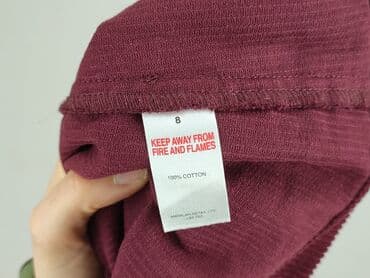 8
KEEP AWAY FROM
FIRE AND FLAMES
100% COTTON